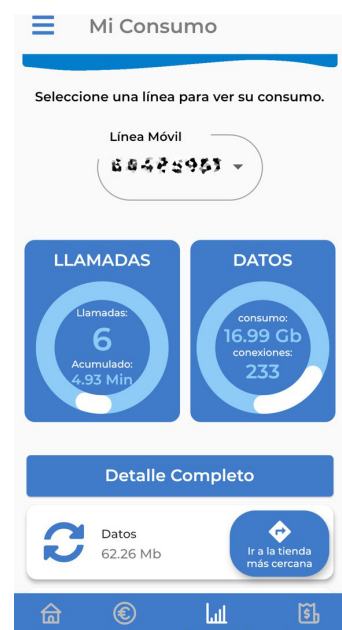 Mi Consumo
Seleccione una línea para ver su consumo.
Línea Móvil
LLAMADAS
Llamadas:
6
Acumulado:
4.93 Min
DATOS
consumo:
16.99 Gb
conexiones:
233
Detalle Completo
Datos
62.26 Mb
Ir a la tienda
más cercana